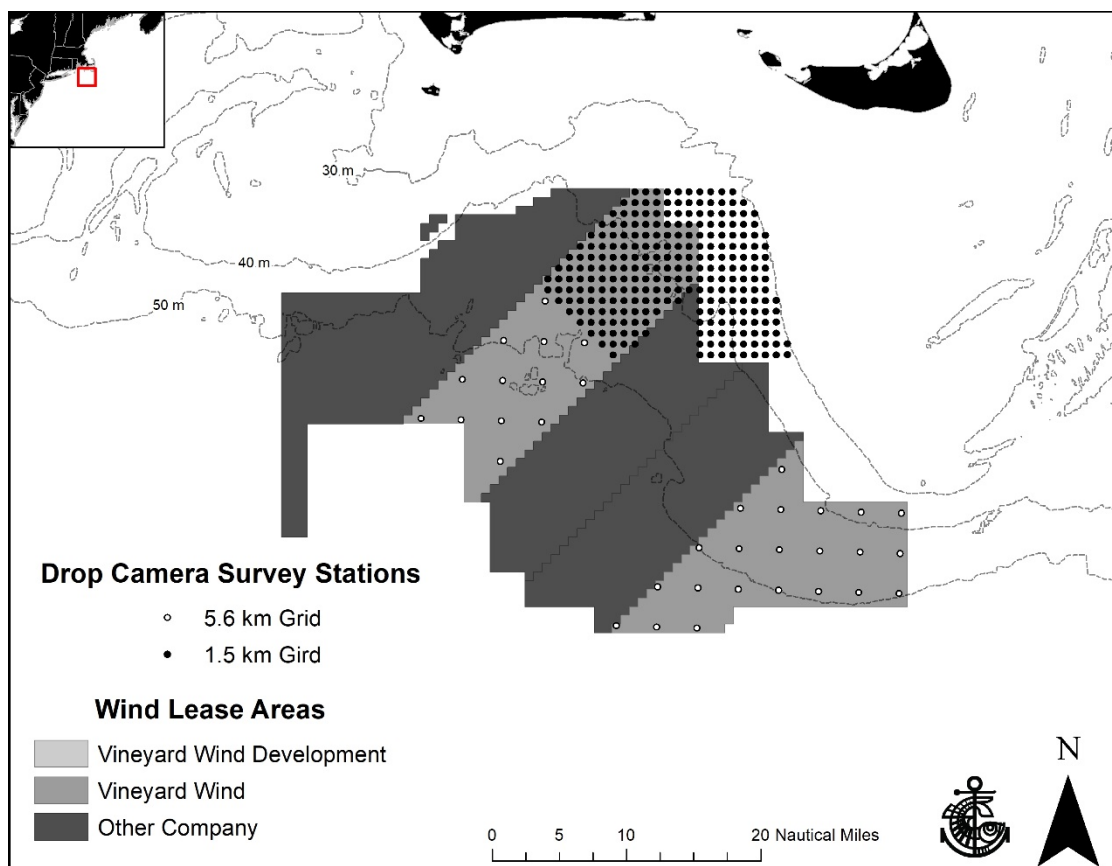 30 m
40 m
50 m
Drop Camera Survey Stations
5.6 km Grid
1.5 km Gird
Wind Lease Areas
Vineyard Wind Development
Vineyard Wind
Other Company
N
0 5 10 20 Nautical Miles